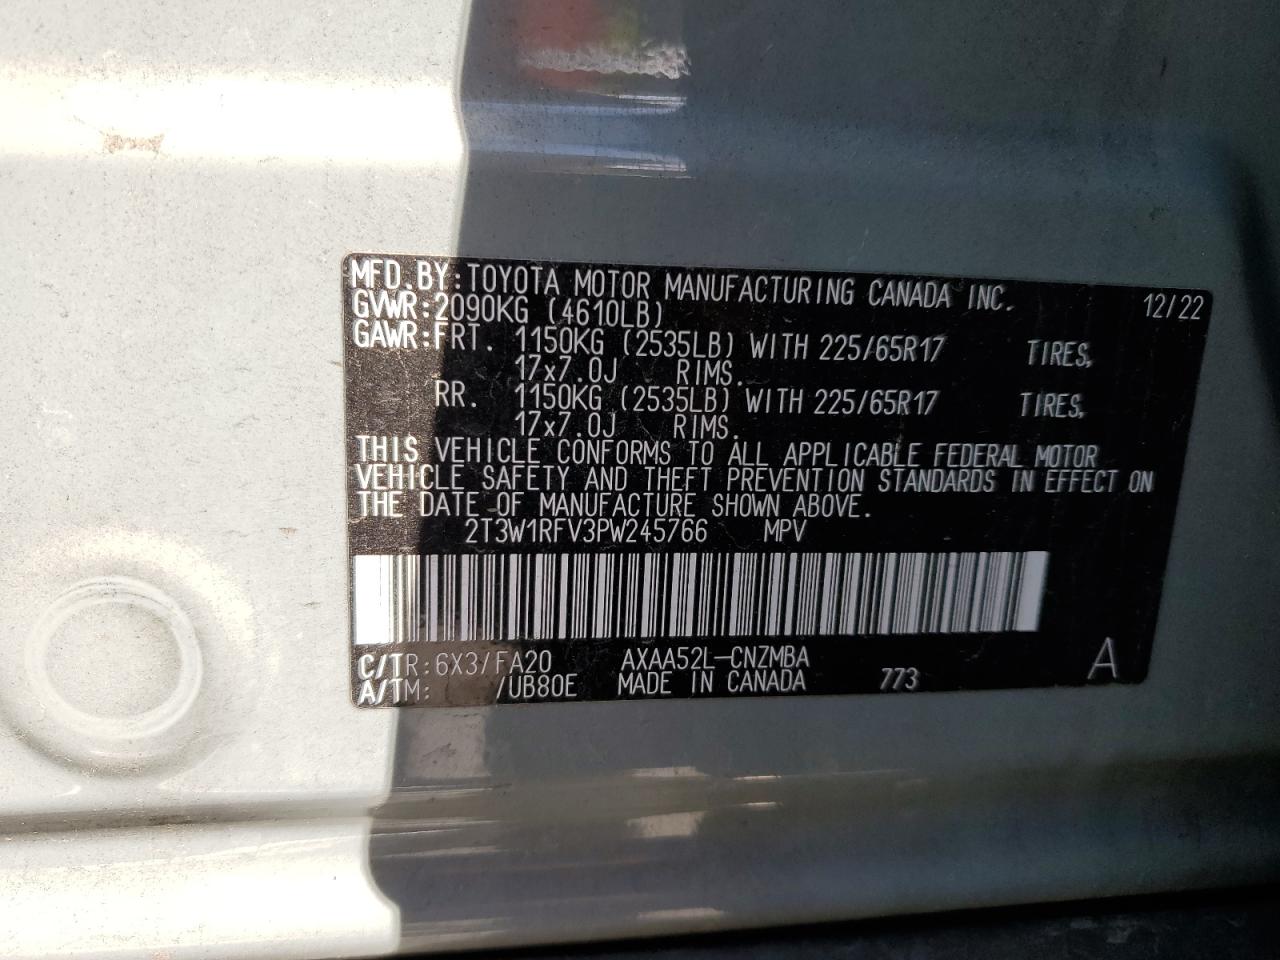 MFD.BY:TOYOTA MOTOR MANUFACTURING CANADA INC. 12/22
GVWR:2090KG (4610LB)
GAWR:FRT. 1150KG (2535LB) WITH 225/65R17 TIRES,
17x7.0J RIMS.
RR. 1150KG (2535LB) WITH 225/65R17 TIRES,
17x7.0J RIMS.
THIS VEHICLE CONFORMS TO ALL APPLICABLE FEDERAL MOTOR
VEHICLE SAFETY AND THEFT PREVENTION STANDARDS IN EFFECT ON
THE DATE OF MANUFACTURE SHOWN ABOVE.
2T3W1RFV3PW245766 MPV
C/TR:6X3/FA20 AXAA52L-CNZMBA A
A/TM: /UB80E MADE IN CANADA 773